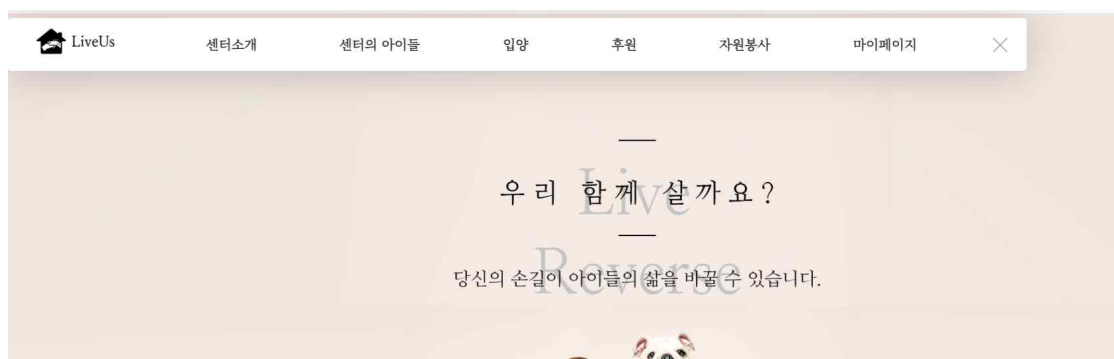 LiveUs 센터소개 센터의 아이들 입양 후원 자원봉사 마이페이지
Live
우리 함께 살까요?
Reverse
당신의 손길이 아이들의 삶을 바꿀 수 있습니다.